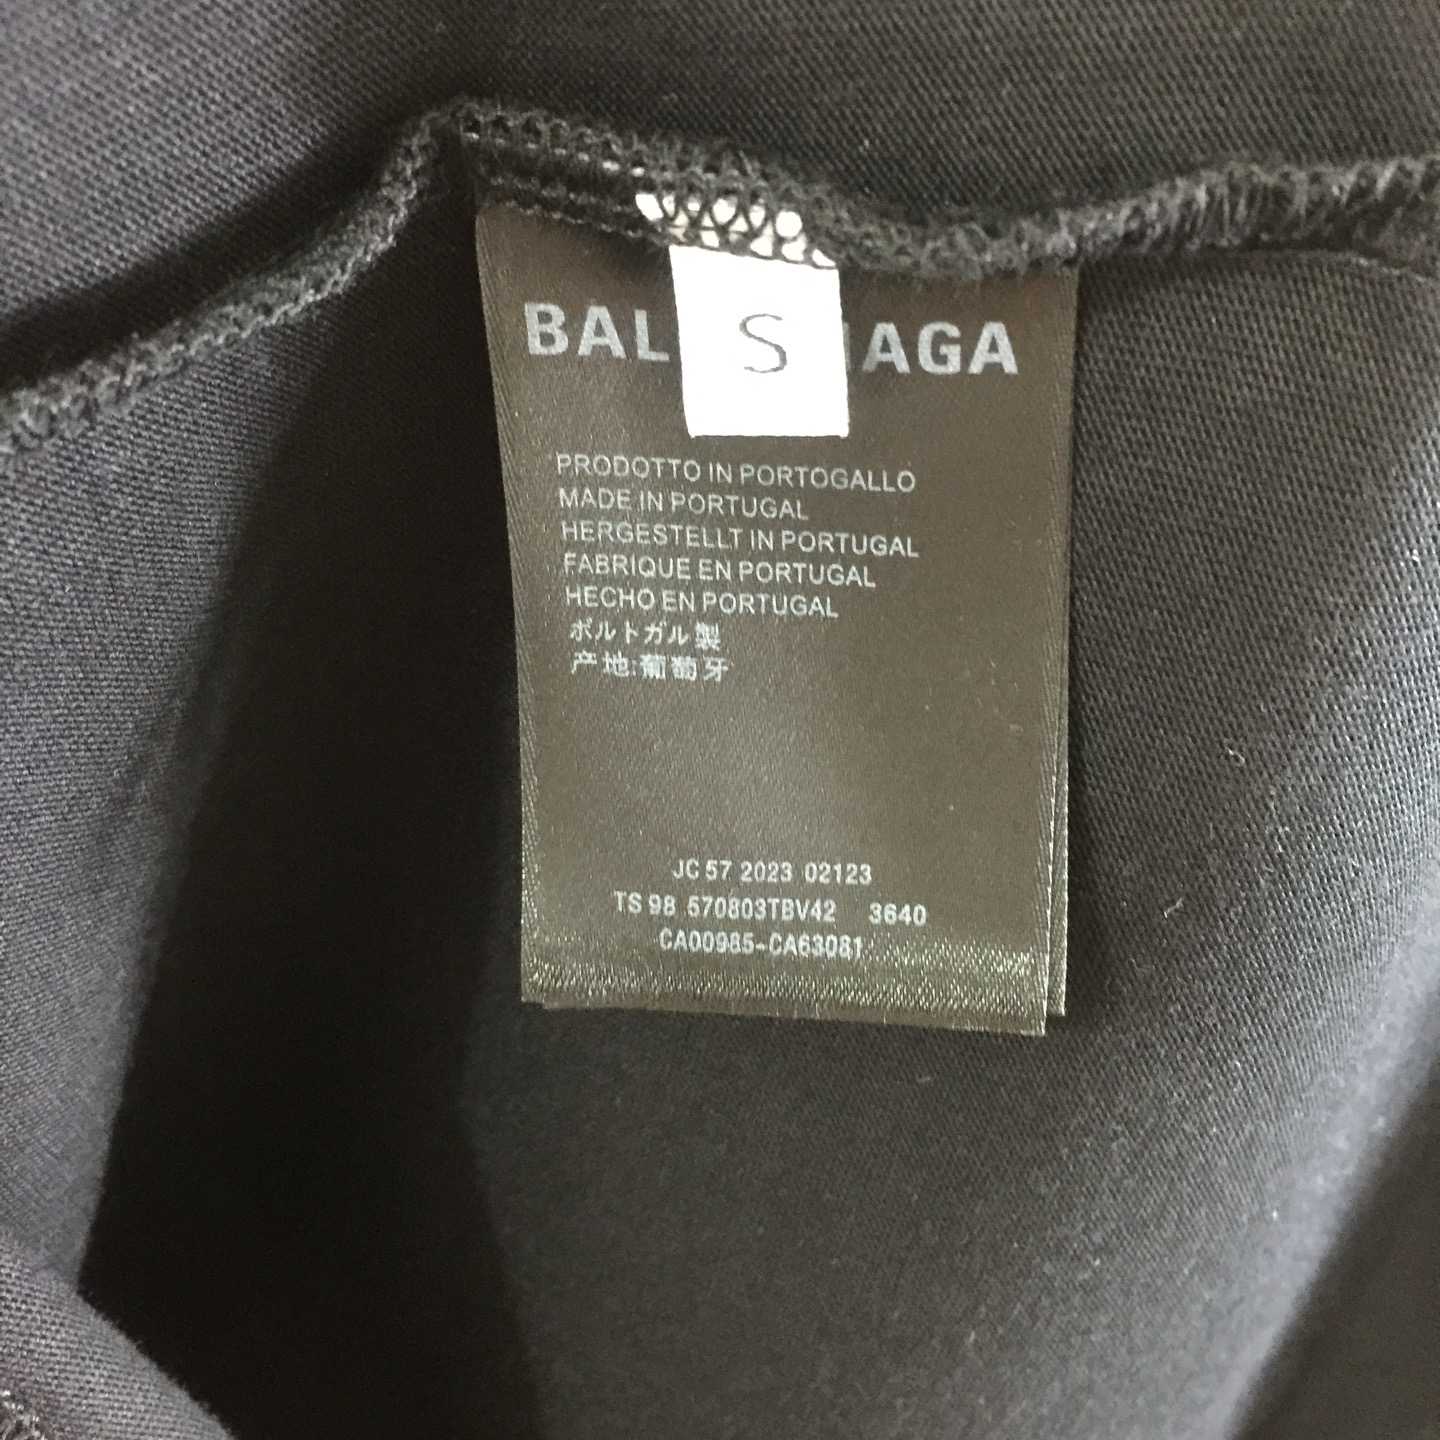 BAL S IAGA
PRODOTTO IN PORTOGALLO
MADE IN PORTUGAL
HERGESTELLT IN PORTUGAL
FABRIQUE EN PORTUGAL
HECHO EN PORTUGAL
ポルトガル製
产地:葡萄牙
JC 57 2023 02123
TS 98 570803TBV42 3640
CA00985-CA63081